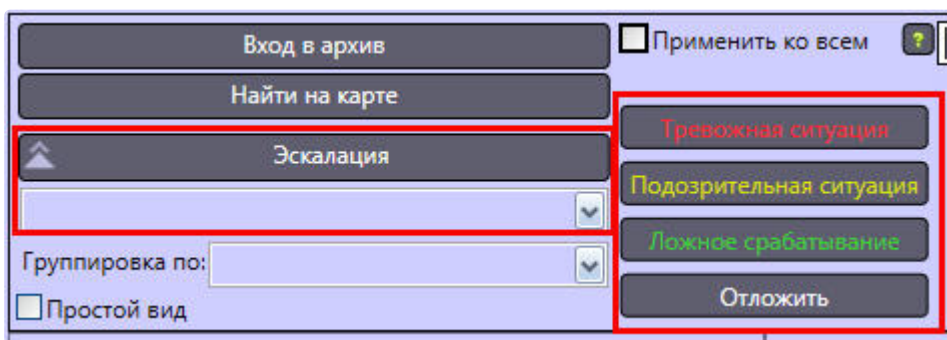 Вход в архив
Найти на карте
Эскалация
Группировка по:
Простой вид
Применить ко всем ?
Тревожная ситуация
Подозрительная ситуация
Ложное срабатывание
Отложить